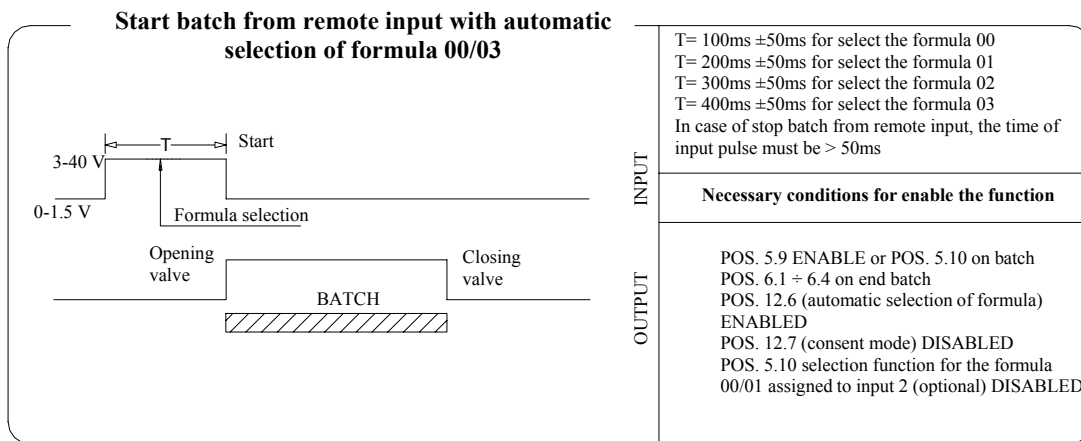 Start batch from remote input with automatic
selection of formula 00/03
T
Start
3-40 V
0-1.5 V
Formula selection
Opening
valve
Closing
valve
BATCH
INPUT
OUTPUT
T= 100ms ±50ms for select the formula 00
T= 200ms ±50ms for select the formula 01
T= 300ms ±50ms for select the formula 02
T= 400ms ±50ms for select the formula 03
In case of stop batch from remote input, the time of
input pulse must be > 50ms
Necessary conditions for enable the function
POS. 5.9 ENABLE or POS. 5.10 on batch
POS. 6.1 ÷ 6.4 on end batch
POS. 12.6 (automatic selection of formula)
ENABLED
POS. 12.7 (consent mode) DISABLED
POS. 5.10 selection function for the formula
00/01 assigned to input 2 (optional) DISABLED